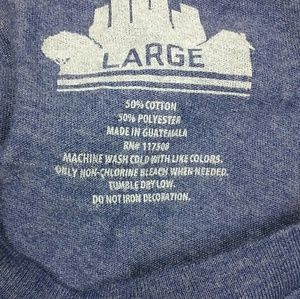 LARGE
50% COTTON
50% POLYESTER
MADE IN GUATEMALA
RN# 117508
MACHINE WASH COLD WITH LIKE COLORS.
ONLY NON-CHLORINE BLEACH WHEN NEEDED.
TUMBLE DRY LOW.
DO NOT IRON DECORATION.